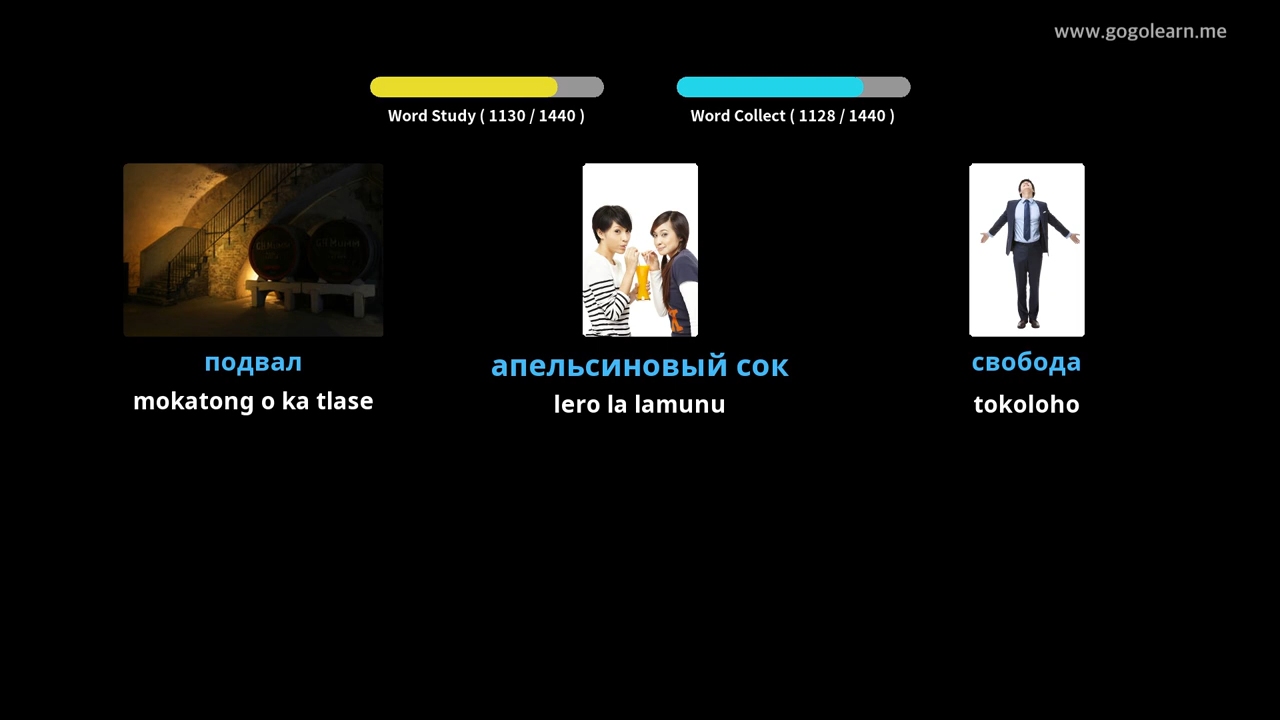 www.gogolearn.me
Word Study ( 1130 / 1440 )
Word Collect ( 1128 / 1440 )
подвал
mokatong o ka tlase
апельсиновый сок
lero la lamunu
свобода
tokoloho